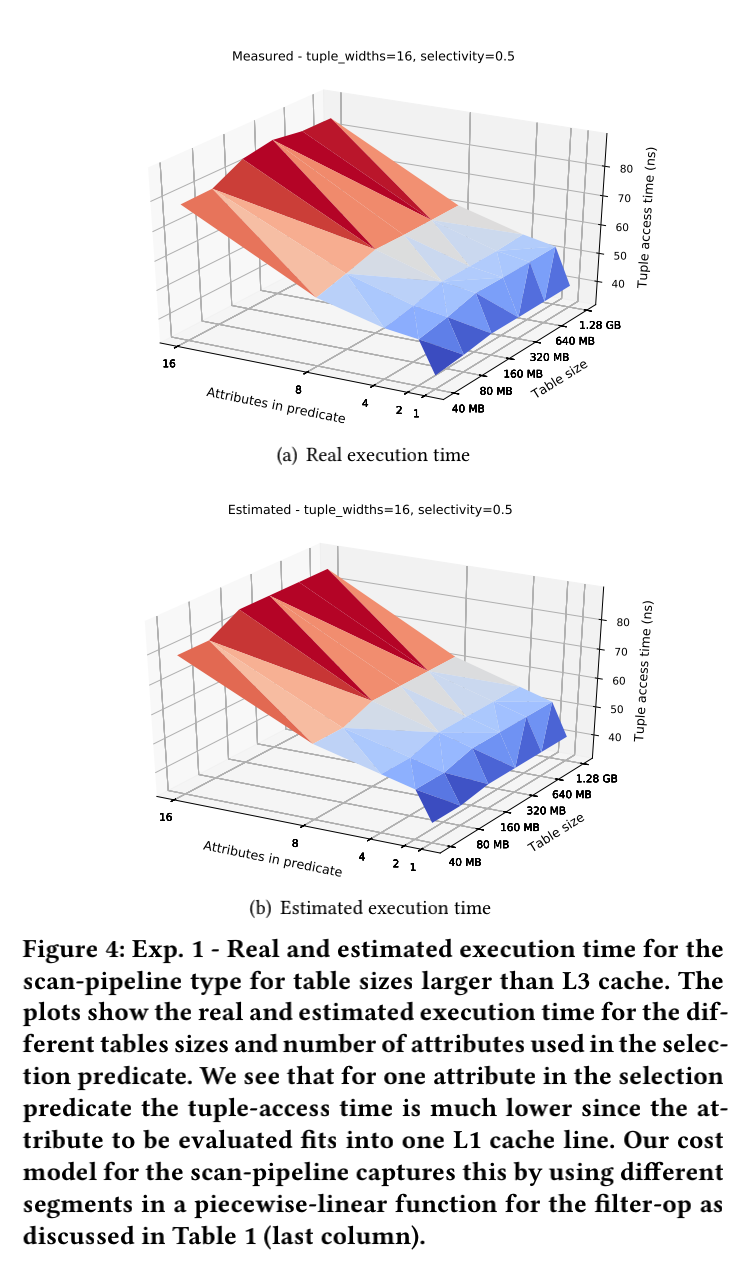 Measured - tuple_widths=16, selectivity=0.5
80
70
60
50
40
Tuple access time (ns)
1.28 GB
640 MB
320 MB
160 MB
80 MB
40 MB
Table size
16
8
4
2
1
Attributes in predicate
(a) Real execution time
Estimated - tuple_widths=16, selectivity=0.5
80
70
60
50
40
Tuple access time (ns)
1.28 GB
640 MB
320 MB
160 MB
80 MB
40 MB
Table size
16
8
4
2
1
Attributes in predicate
(b) Estimated execution time
Figure 4: Exp. 1 - Real and estimated execution time for the
scan-pipeline type for table sizes larger than L3 cache. The
plots show the real and estimated execution time for the dif-
ferent tables sizes and number of attributes used in the selec-
tion predicate. We see that for one attribute in the selection
predicate the tuple-access time is much lower since the at-
tribute to be evaluated fits into one L1 cache line. Our cost
model for the scan-pipeline captures this by using different
segments in a piecewise-linear function for the filter-op as
discussed in Table 1 (last column).